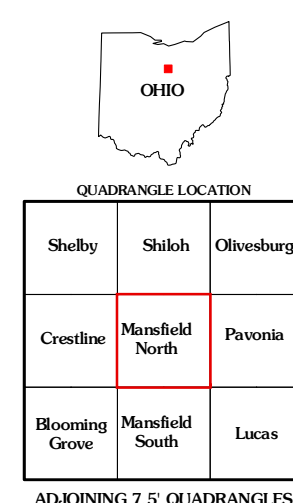 OHIO
QUADRANGLE LOCATION
Shelby Shiloh Olivesburg
Crestline Mansfield North Pavonia
Blooming Grove Mansfield South Lucas
ADJOINING 7.5' QUADRANGLES